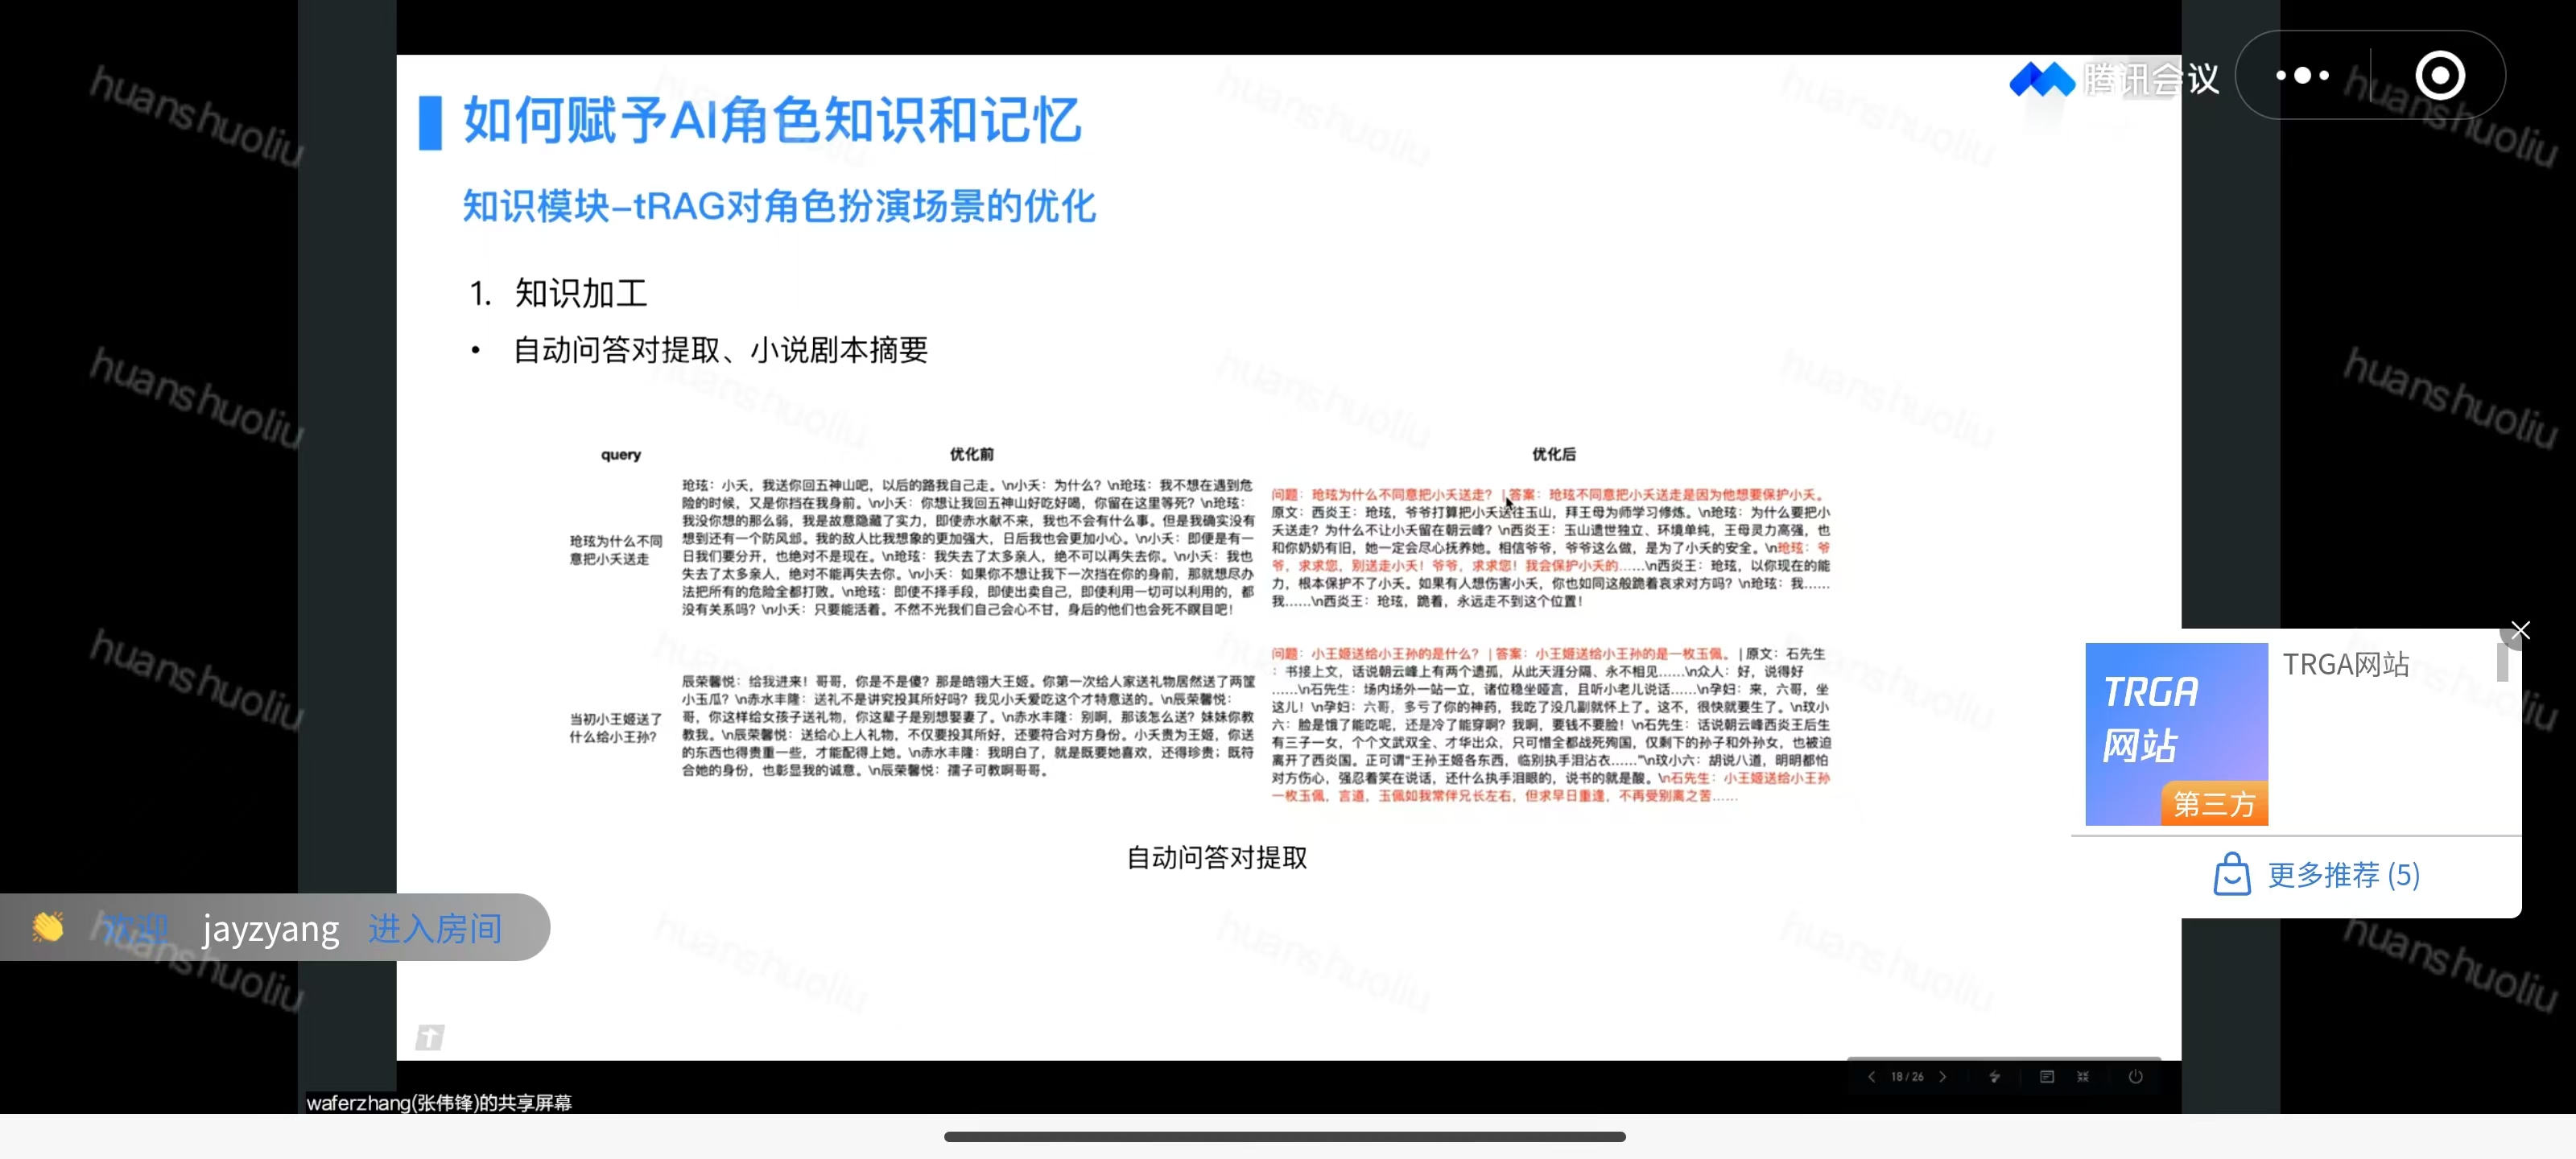 如何赋予AI角色知识和记忆
腾讯会议
知识模块-tRAG对角色扮演场景的优化
1. 知识加工
• 自动问答对提取、小说剧本摘要
query 优化前 优化后
玱玹为什么不同
意把小夭送走
玱玹：小夭，我送你回五神山吧，以后的路我自己走。\n小夭：为什么？\n玱玹：我不想在遇到危
险的时候，又是你挡在我身前。\n小夭：你想让我回五神山好吃好喝，你留在这里等死？\n玱玹：
我没你想的那么弱，我是故意隐藏了实力，即使赤水献不来，我也不会有什么事。但是我确实没有
想到还有一个防风邶。我的敌人比我想象的更加强大，日后我也会更加小心。\n小夭：即便是有一
日我们要分开，也绝对不是现在。\n玱玹：我失去了太多亲人，绝不可以再失去你。\n小夭：我也
失去了太多亲人，绝对不能再失去你。\n小夭：如果你不想让我下一次挡在你的身前，那就想尽办
法把所有的危险全都打败。\n玱玹：即使不择手段，即使出卖自己，即使利用一切可以利用的，都
没有关系吗？\n小夭：只要能活着。不然不光我们自己会心不甘，身后的他们也会死不瞑目吧！
问题：玱玹为什么不同意把小夭送走？ | 答案：玱玹不同意把小夭送走是因为他想要保护小夭。
原文：西炎王：玱玹，爷爷打算把小夭送往玉山，拜王母为师学习修炼。\n玱玹：为什么要把小
夭送走？为什么不让小夭留在朝云峰？\n西炎王：玉山遗世独立、环境单纯，王母灵力高强，也
和你奶奶有旧，她一定会尽心抚养她。相信爷爷，爷爷这么做，是为了小夭的安全。\n玱玹：爷
爷，求求您，别送走小夭！爷爷，求求您！我会保护小夭的……\n西炎王：玱玹，以你现在的能
力，根本保护不了小夭。如果有人想伤害小夭，你也如同这般跪着哀求对方吗？\n玱玹：我……
我……\n西炎王：玱玹，跪着，永远走不到这个位置！
当初小王姬送了
什么给小王孙？
辰荣馨悦：给我进来！哥哥，你是不是傻？那是皓翎大王姬。你第一次给人家送礼物居然送了两筐
小玉瓜？\n赤水丰隆：送礼不是讲究投其所好吗？我见小夭爱吃这个才特意送的。\n辰荣馨悦：
哥，你这样给女孩子送礼物，你这辈子是别想娶妻了。\n赤水丰隆：别啊，那该怎么送？妹妹你教
教我。\n辰荣馨悦：送给心上人礼物，不仅要投其所好，还要符合对方身份。小夭贵为王姬，你送
的东西也得贵重一些，才能配得上她。\n赤水丰隆：我明白了，就是既要她喜欢，还得珍贵；既符
合她的身份，也彰显我的诚意。\n辰荣馨悦：孺子可教啊哥哥。
问题：小王姬送给小王孙的是什么？ | 答案：小王姬送给小王孙的是一枚玉佩。 | 原文：石先生
：书接上文，话说朝云峰上有两个遗孤，从此天涯分隔、永不相见……\n众人：好，说得好
……\n石先生：场内场外一站一立，诸位稳坐哑言，且听小老儿说话……\n孕妇：来，六哥，坐
这儿！\n孕妇：六哥，多亏了你的神药，我吃了没几副就怀上了。这不，很快就要生了。\n玟小
六：脸是饿了能吃呢，还是冷了能穿啊？我啊，要钱不要脸！\n石先生：话说朝云峰西炎王后生
有三子一女，个个文武双全、才华出众，只可惜全都战死殉国，仅剩下的孙子和外孙女，也被迫
离开了西炎国。正可谓“王孙王姬各东西，临别执手泪沾衣……”\n玟小六：胡说八道，明明都怕
对方伤心，强忍着笑在说话，还什么执手泪眼的，说书的就是酸。\n石先生：小王姬送给小王孙
一枚玉佩，言道，玉佩如我常伴兄长左右，但求早日重逢，不再受别离之苦……
自动问答对提取
TRGA
网站
第三方
TRGA网站
更多推荐 (5)
欢迎 jayzyang 进入房间
18 / 26
waferzhang(张伟锋)的共享屏幕
huanshuoliu